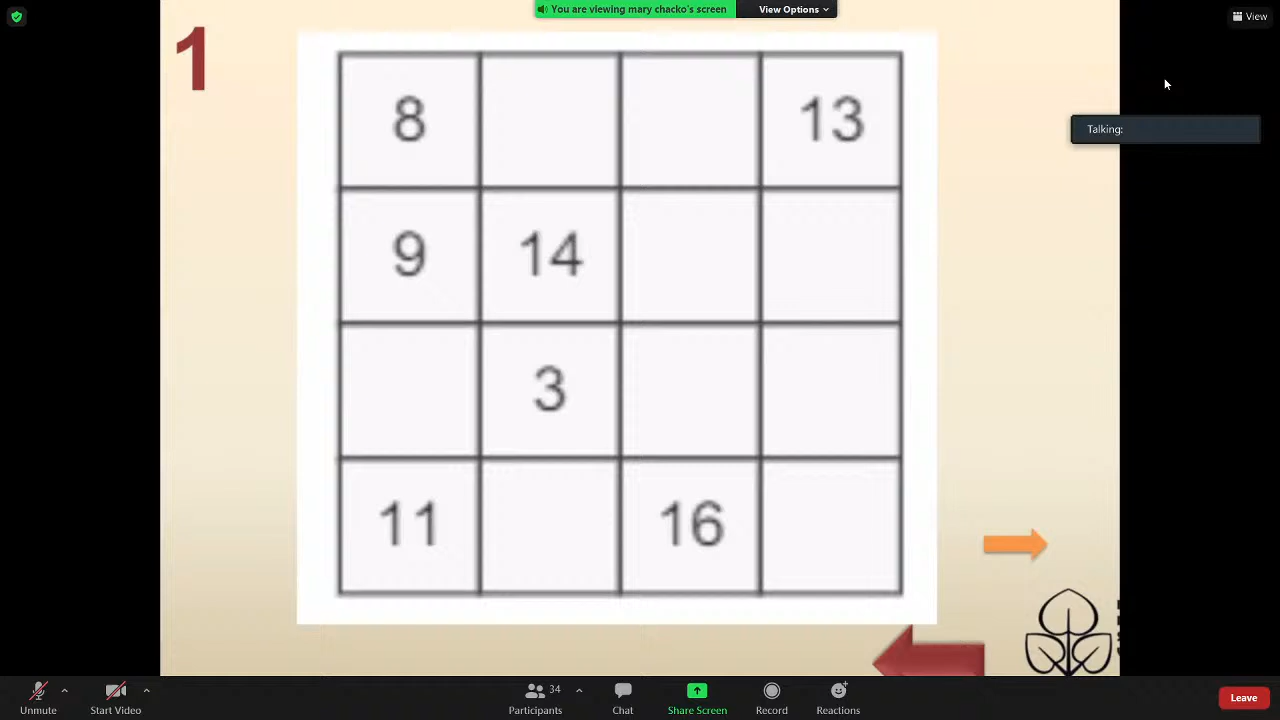 You are viewing mary chacko's screen
View Options
View
1
Talking:
8 13
9 14
3
11 16
Unmute
Start Video
34
Participants
Chat
Share Screen
Record
Reactions
Leave